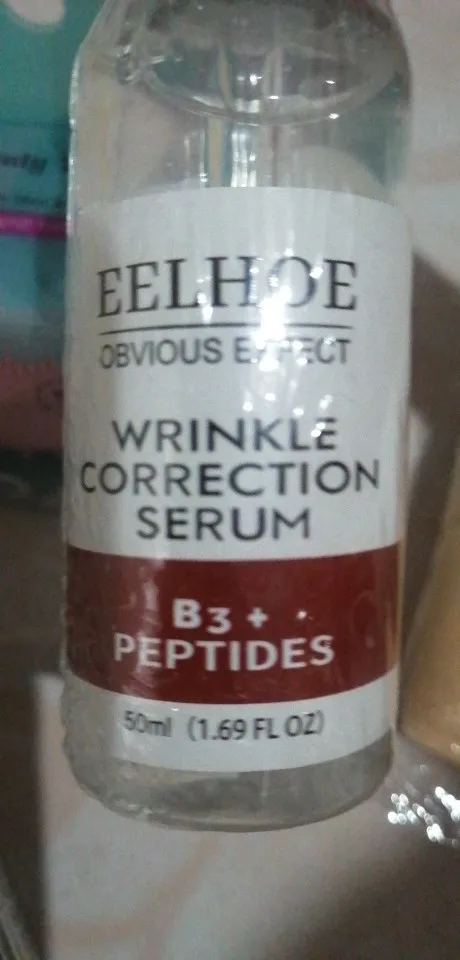 EELHOE
OBVIOUS EFFECT
WRINKLE
CORRECTION
SERUM
B3 +
PEPTIDES
50ml (1.69 FL OZ)